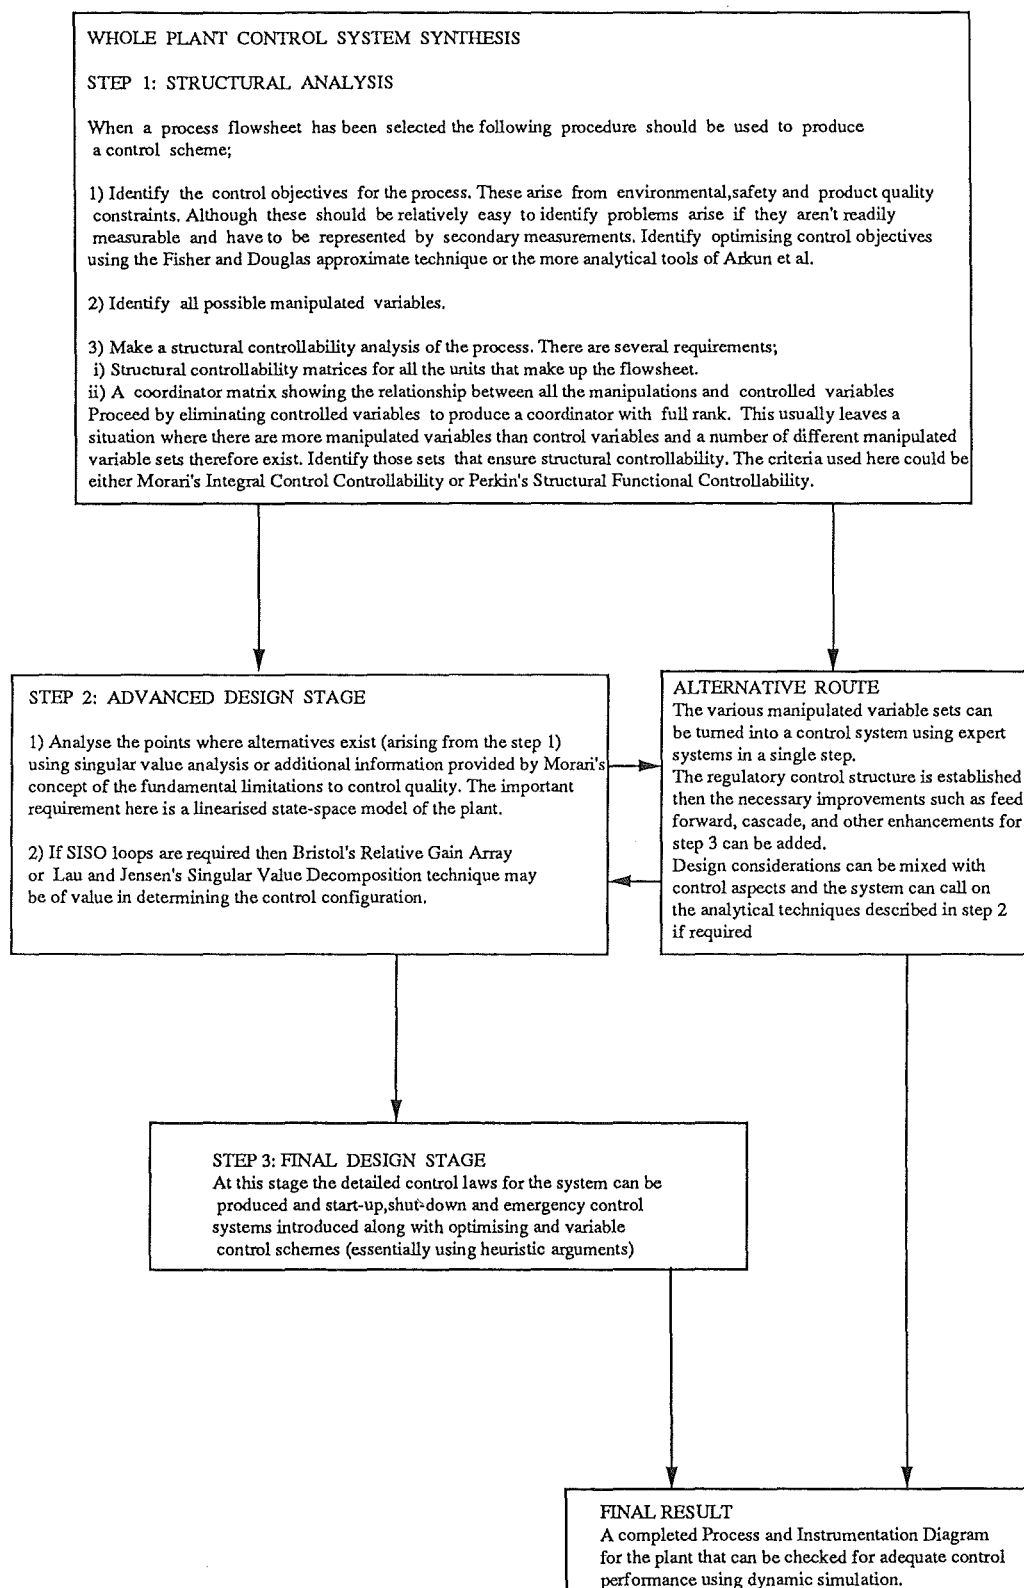 WHOLE PLANT CONTROL SYSTEM SYNTHESIS
STEP 1: STRUCTURAL ANALYSIS
When a process flowsheet has been selected the following procedure should be used to produce
a control scheme;
1) Identify the control objectives for the process. These arise from environmental,safety and product quality
constraints. Although these should be relatively easy to identify problems arise if they aren't readily
measurable and have to be represented by secondary measurements. Identify optimising control objectives
using the Fisher and Douglas approximate technique or the more analytical tools of Arkun et al.
2) Identify all possible manipulated variables.
3) Make a structural controllability analysis of the process. There are several requirements;
i) Structural controllability matrices for all the units that make up the flowsheet.
ii) A coordinator matrix showing the relationship between all the manipulations and controlled variables
Proceed by eliminating controlled variables to produce a coordinator with full rank. This usually leaves a
situation where there are more manipulated variables than control variables and a number of different manipulated
variable sets therefore exist. Identify those sets that ensure structural controllability. The criteria used here could be
either Morari's Integral Control Controllability or Perkin's Structural Functional Controllability.
STEP 2: ADVANCED DESIGN STAGE
1) Analyse the points where alternatives exist (arising from the step 1)
using singular value analysis or additional information provided by Morari's
concept of the fundamental limitations to control quality. The important
requirement here is a linearised state-space model of the plant.
2) If SISO loops are required then Bristol's Relative Gain Array
or Lau and Jensen's Singular Value Decomposition technique may
be of value in determining the control configuration.
ALTERNATIVE ROUTE
The various manipulated variable sets can
be turned into a control system using expert
systems in a single step.
The regulatory control structure is established
then the necessary improvements such as feed
forward, cascade, and other enhancements for
step 3 can be added.
Design considerations can be mixed with
control aspects and the system can call on
the analytical techniques described in step 2
if required
STEP 3: FINAL DESIGN STAGE
At this stage the detailed control laws for the system can be
produced and start-up,shut-down and emergency control
systems introduced along with optimising and variable
control schemes (essentially using heuristic arguments)
FINAL RESULT
A completed Process and Instrumentation Diagram
for the plant that can be checked for adequate control
performance using dynamic simulation.